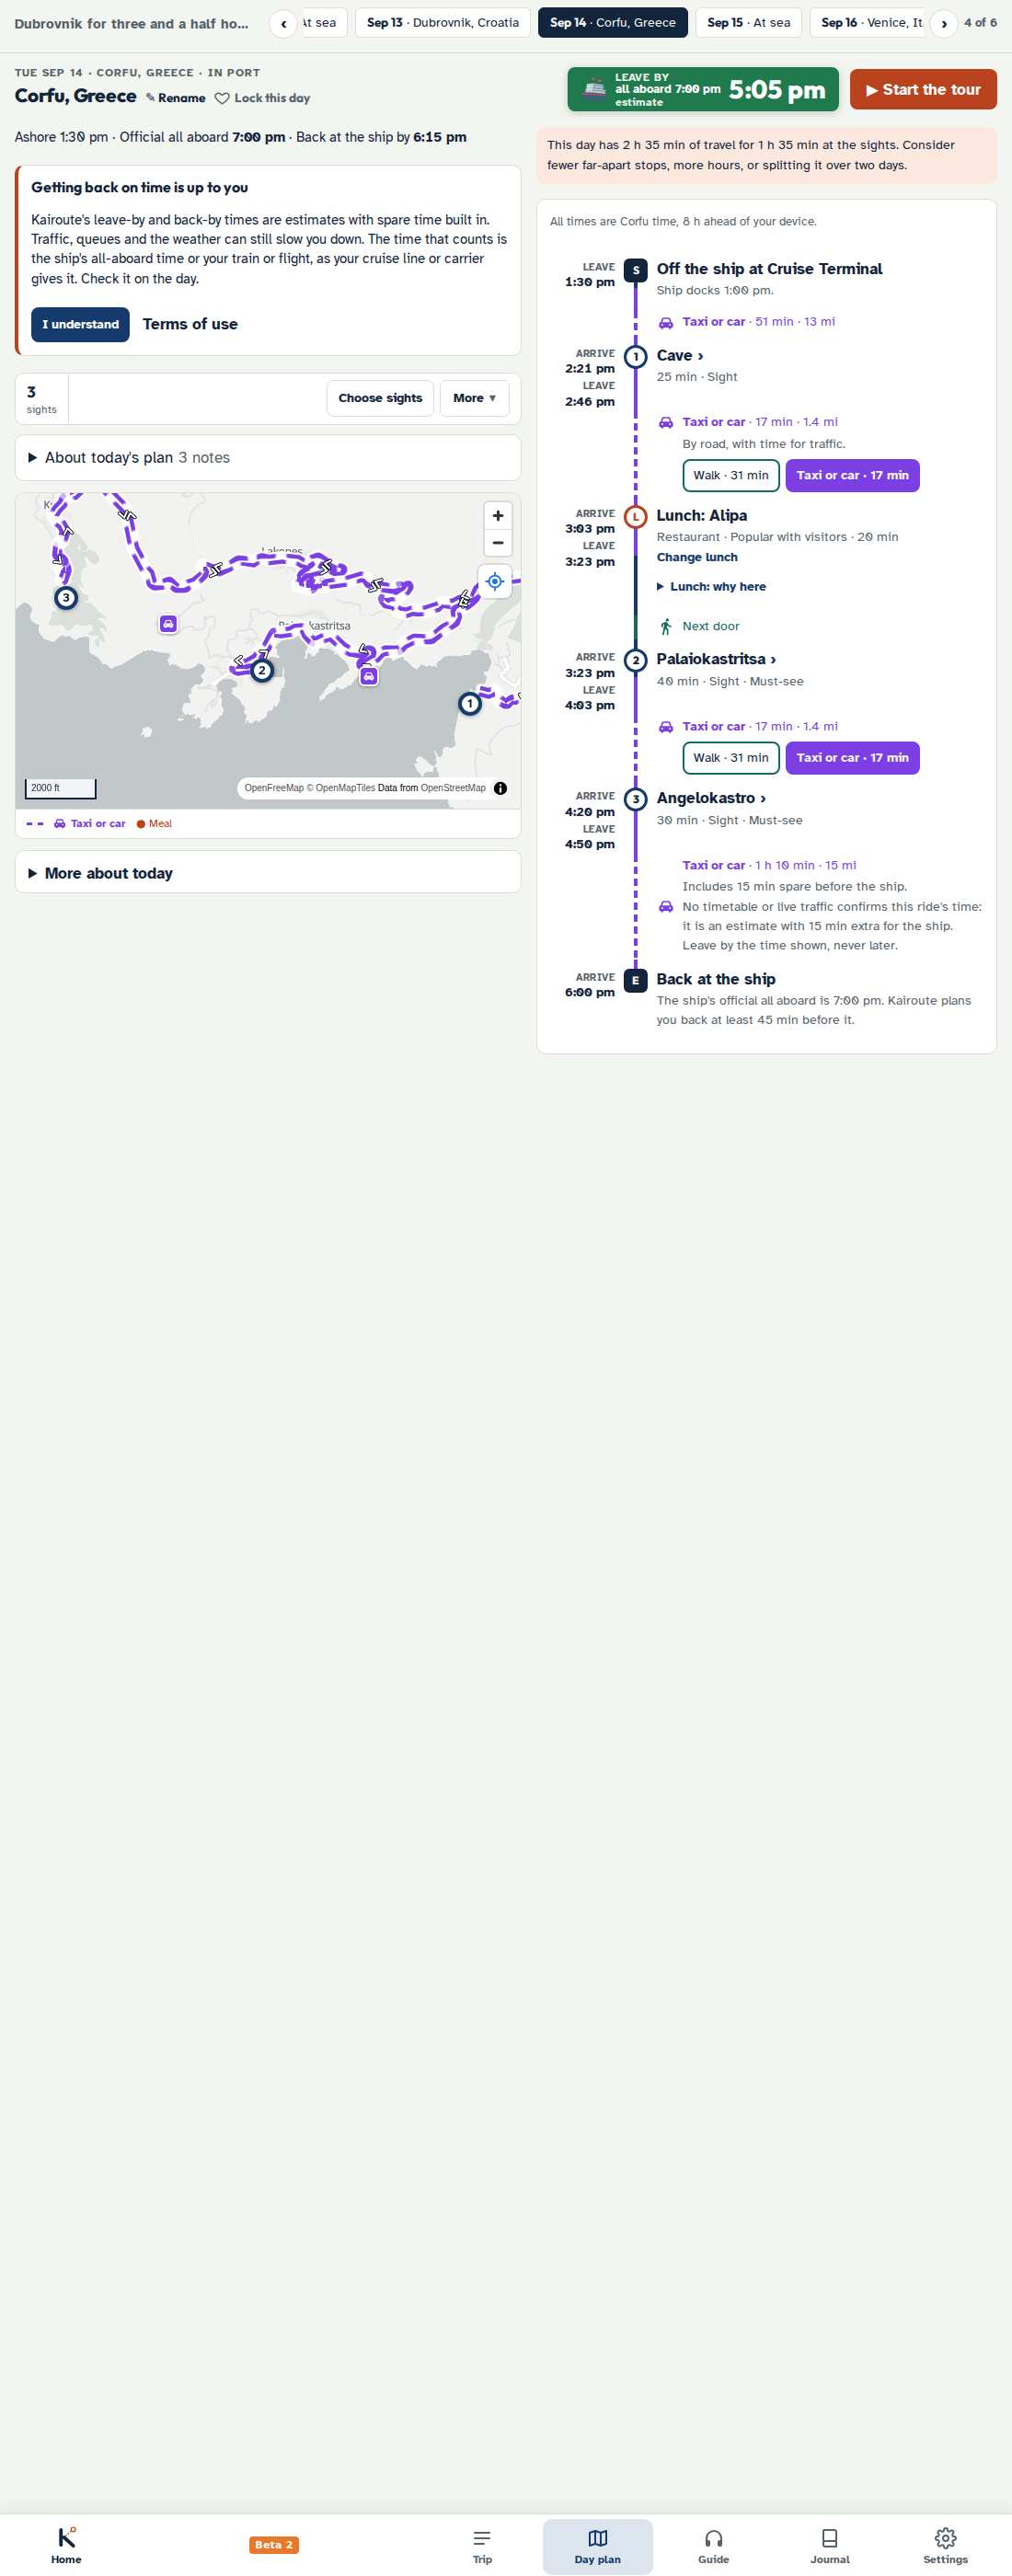 Dubrovnik for three and a half ho...
‹
At sea
Sep 13 · Dubrovnik, Croatia
Sep 14 · Corfu, Greece
Sep 15 · At sea
Sep 16 · Venice, It
›
4 of 6
TUE SEP 14 · CORFU, GREECE · IN PORT
Corfu, Greece
✎ Rename
Lock this day
LEAVE BY
all aboard 7:00 pm
estimate
5:05 pm
▶ Start the tour
Ashore 1:30 pm · Official all aboard 7:00 pm · Back at the ship by 6:15 pm
Getting back on time is up to you
Kairoute's leave-by and back-by times are estimates with spare time built in.
Traffic, queues and the weather can still slow you down. The time that counts is
the ship's all-aboard time or your train or flight, as your cruise line or carrier
gives it. Check it on the day.
I understand
Terms of use
3
sights
Choose sights
More ▼
▶ About today's plan 3 notes
3
2
1
+
−
2000 ft
OpenFreeMap © OpenMapTiles Data from OpenStreetMap
Taxi or car
Meal
▶ More about today
This day has 2 h 35 min of travel for 1 h 35 min at the sights. Consider
fewer far-apart stops, more hours, or splitting it over two days.
All times are Corfu time, 8 h ahead of your device.
LEAVE
1:30 pm
S
Off the ship at Cruise Terminal
Ship docks 1:00 pm.
Taxi or car · 51 min · 13 mi
ARRIVE
2:21 pm
LEAVE
2:46 pm
1
Cave ›
25 min · Sight
Taxi or car · 17 min · 1.4 mi
By road, with time for traffic.
Walk · 31 min
Taxi or car · 17 min
ARRIVE
3:03 pm
LEAVE
3:23 pm
L
Lunch: Alipa
Restaurant · Popular with visitors · 20 min
Change lunch
▶ Lunch: why here
Next door
ARRIVE
3:23 pm
LEAVE
4:03 pm
2
Palaiokastritsa ›
40 min · Sight · Must-see
Taxi or car · 17 min · 1.4 mi
Walk · 31 min
Taxi or car · 17 min
ARRIVE
4:20 pm
LEAVE
4:50 pm
3
Angelokastro ›
30 min · Sight · Must-see
Taxi or car · 1 h 10 min · 15 mi
Includes 15 min spare before the ship.
No timetable or live traffic confirms this ride's time:
it is an estimate with 15 min extra for the ship.
Leave by the time shown, never later.
ARRIVE
6:00 pm
E
Back at the ship
The ship's official all aboard is 7:00 pm. Kairoute plans
you back at least 45 min before it.
Home
Beta 2
Trip
Day plan
Guide
Journal
Settings